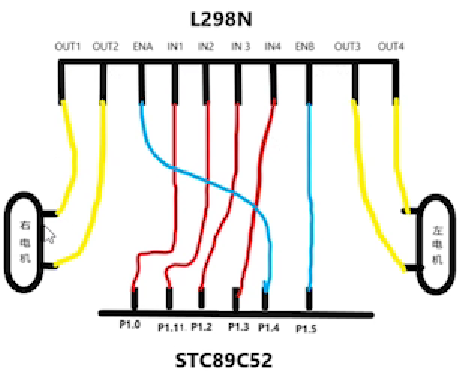 L298N
OUT1 OUT2 ENA IN1 IN2 IN 3 IN4 ENB OUT3 OUT4
右电机
左电机
P1.0 P1.11 P1.2 P1.3 P1.4 P1.5
STC89C52